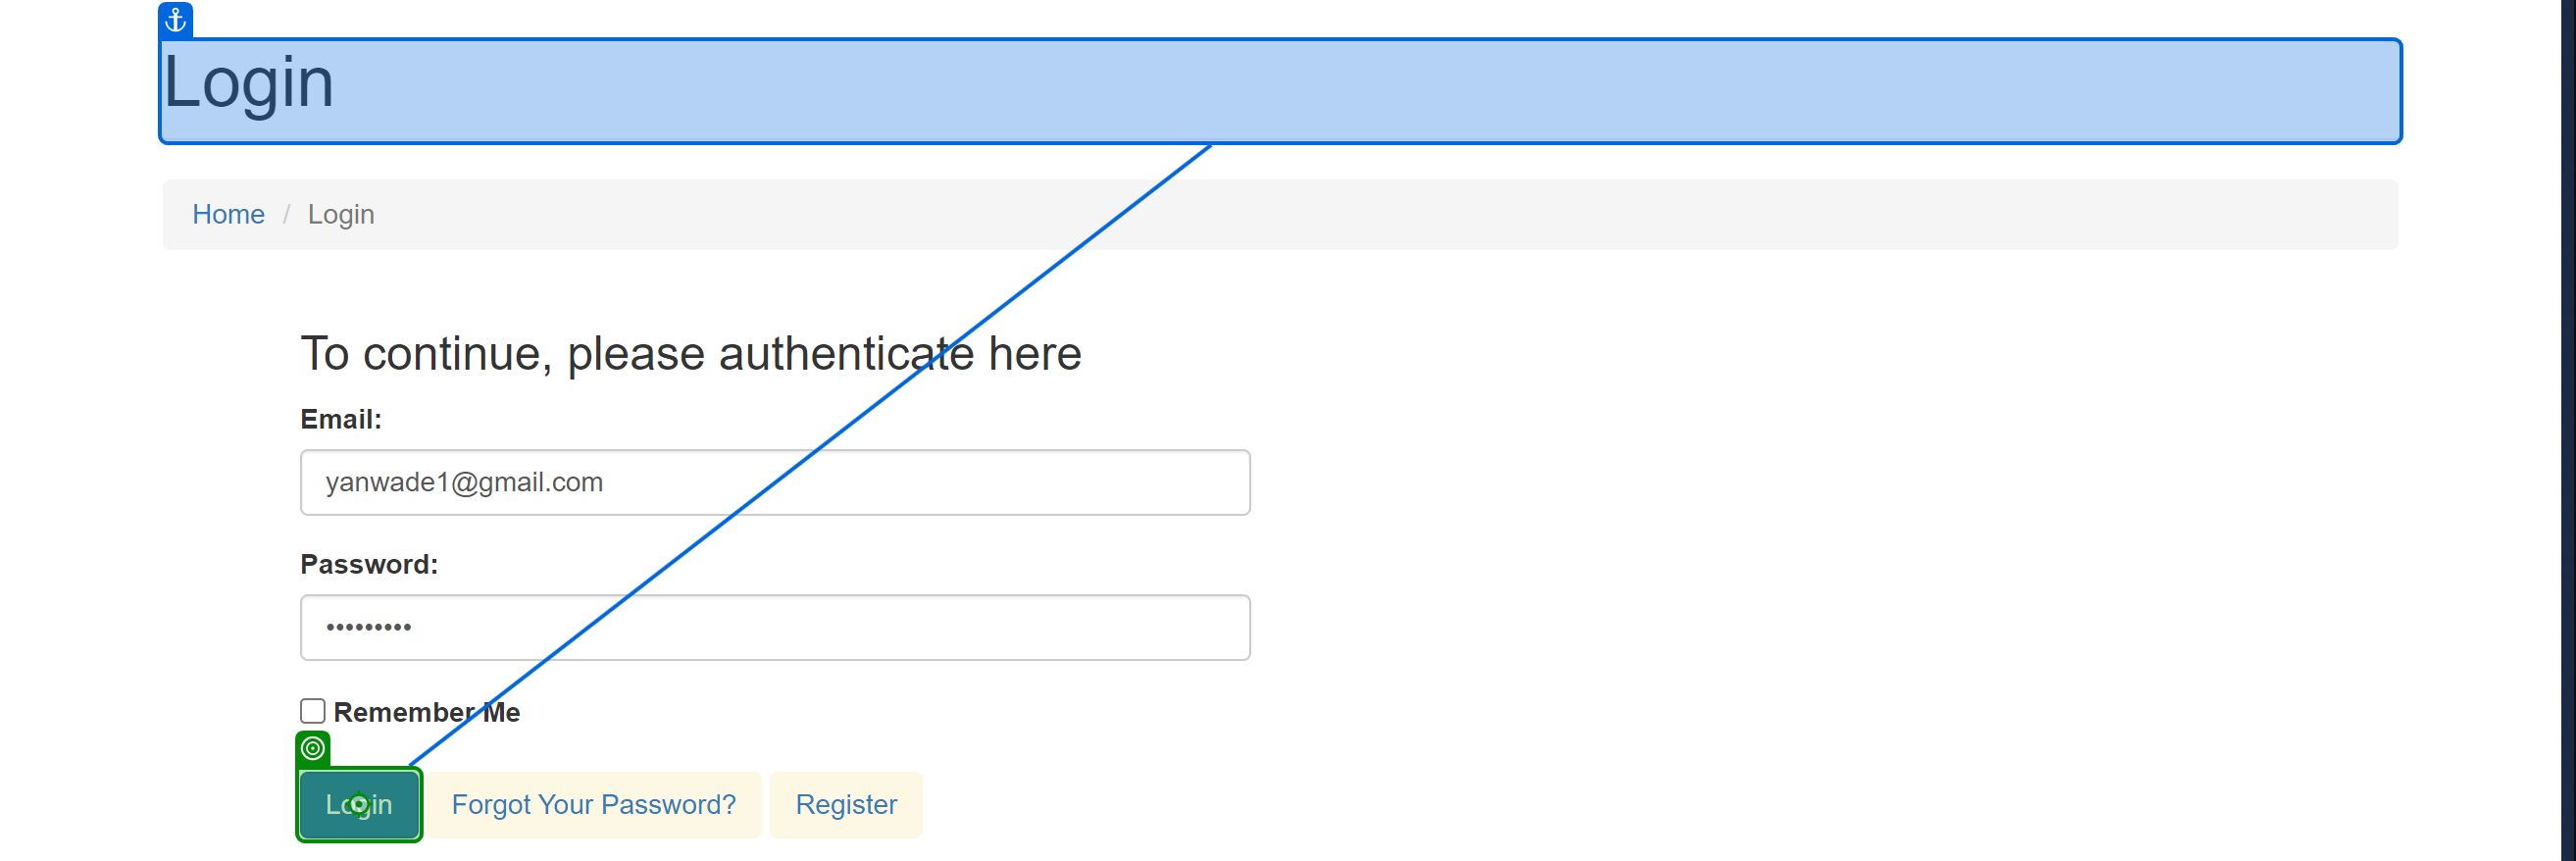 Login
Home / Login
To continue, please authenticate here
Email:
yanwade1@gmail.com
Password:
•••••••••
Remember Me
Login Forgot Your Password? Register